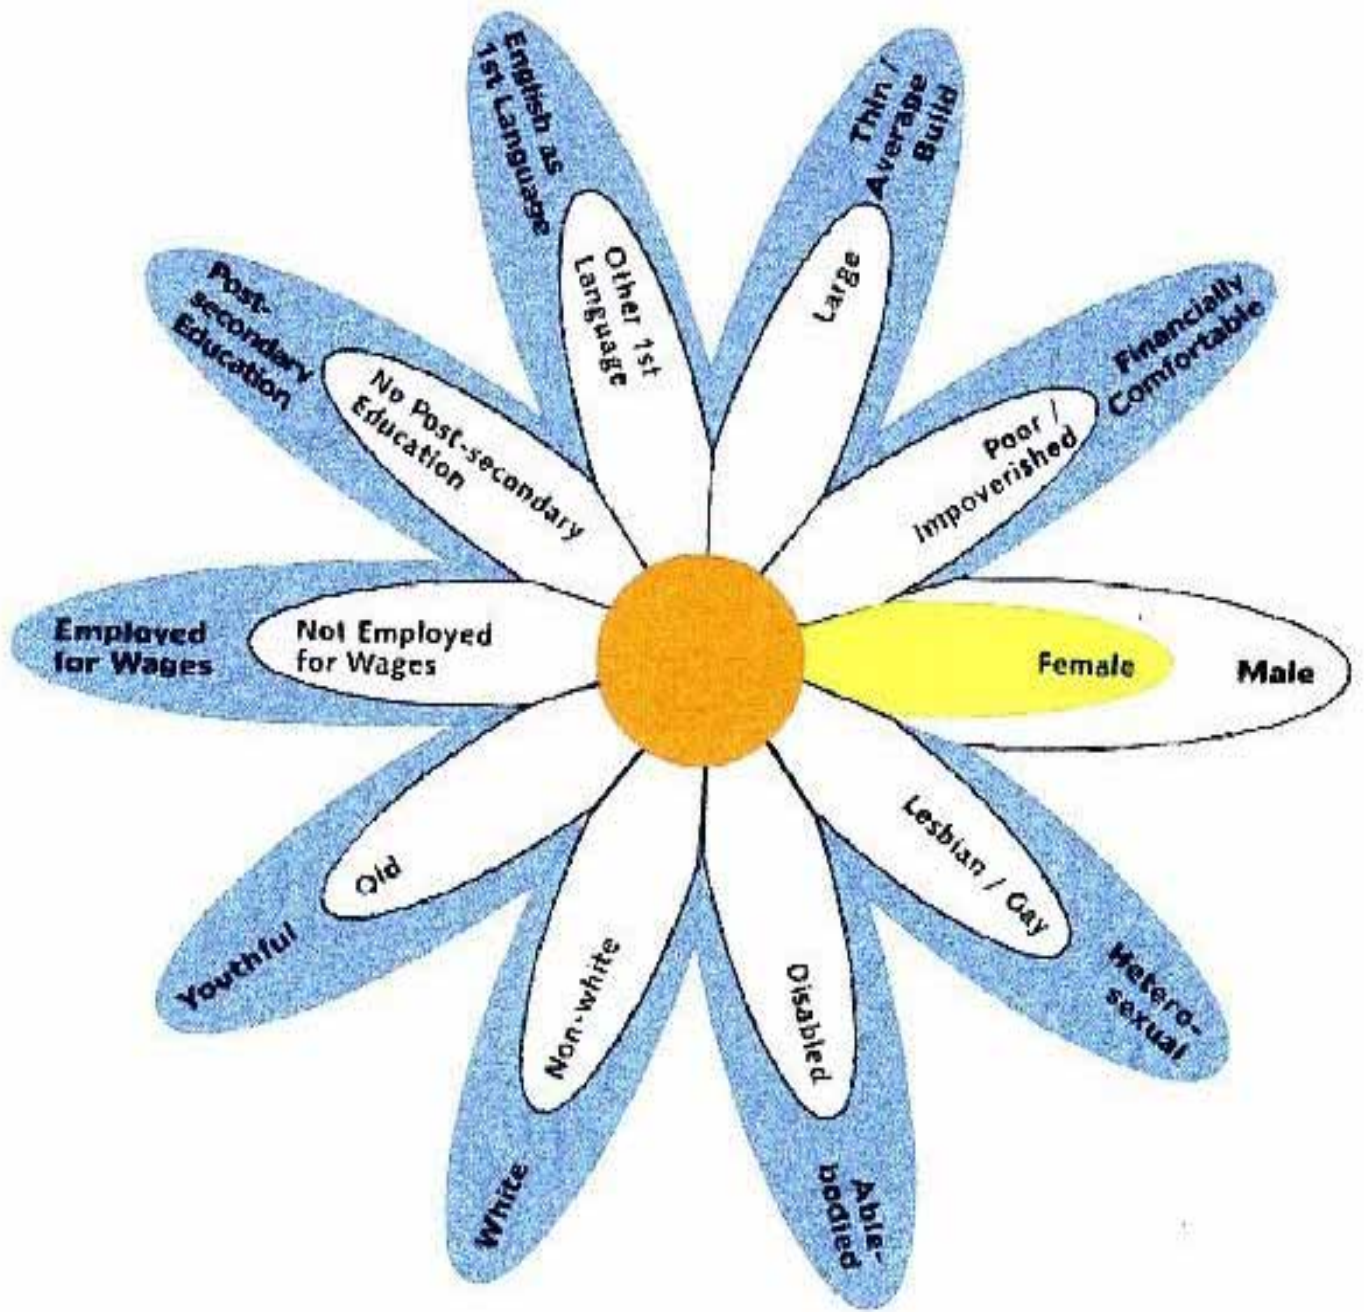 English as
1st Language
Other 1st
Language
Thin /
Average
Build
Large
Financially
Comfortable
Poor /
Impoverished
Male
Female
Hetero-
sexual
Lesbian / Gay
Able-
bodied
Disabled
White
Non-white
Youthful
Old
Employed
for Wages
Not Employed
for Wages
Post-
secondary
Education
No Post-secondary
Education